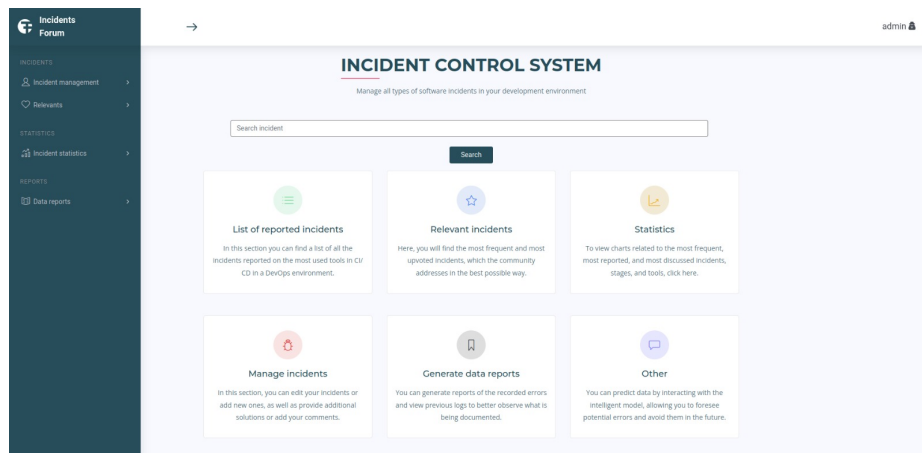 Incidents
Forum
admin
INCIDENTS
Incident management
Relevants
STATISTICS
Incident statistics
REPORTS
Data reports
INCIDENT CONTROL SYSTEM
Manage all types of software incidents in your development environment
Search incident
Search
List of reported incidents
In this section you can find a list of all the
incidents reported on the most used tools in CI/
CD in a DevOps environment.
Relevant incidents
Here, you will find the most frequent and most
upvoted incidents, which the community
addresses in the best possible way.
Statistics
To view charts related to the most frequent,
most reported, and most discussed incidents,
stages, and tools, click here.
Manage incidents
In this section, you can edit your incidents or
add new ones, as well as provide additional
solutions or add your comments.
Generate data reports
You can generate reports of the recorded errors
and view previous logs to better observe what is
being documented.
Other
You can predict data by interacting with the
intelligent model, allowing you to foresee
potential errors and avoid them in the future.